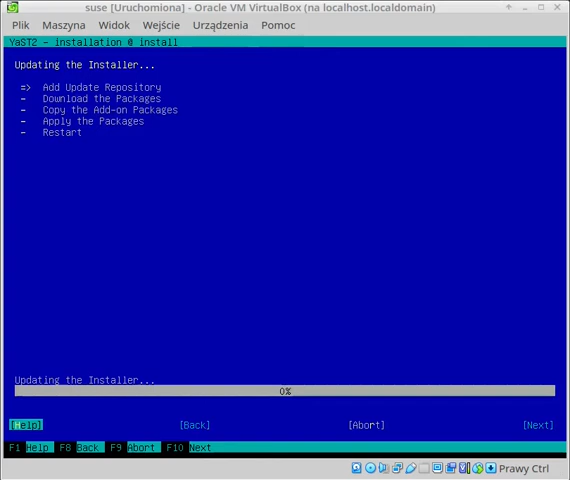 suse [Uruchomiona] - Oracle VM VirtualBox (na localhost.localdomain)
Plik Maszyna Widok Wejście Urządzenia Pomoc
YaST2 - installation @ install
Updating the Installer...
=> Add Update Repository
- Download the Packages
- Copy the Add-on Packages
- Apply the Packages
- Restart
Updating the Installer...
0%
[Help] [Back] [Abort] [Next]
F1 Help F8 Back F9 Abort F10 Next
Prawy Ctrl